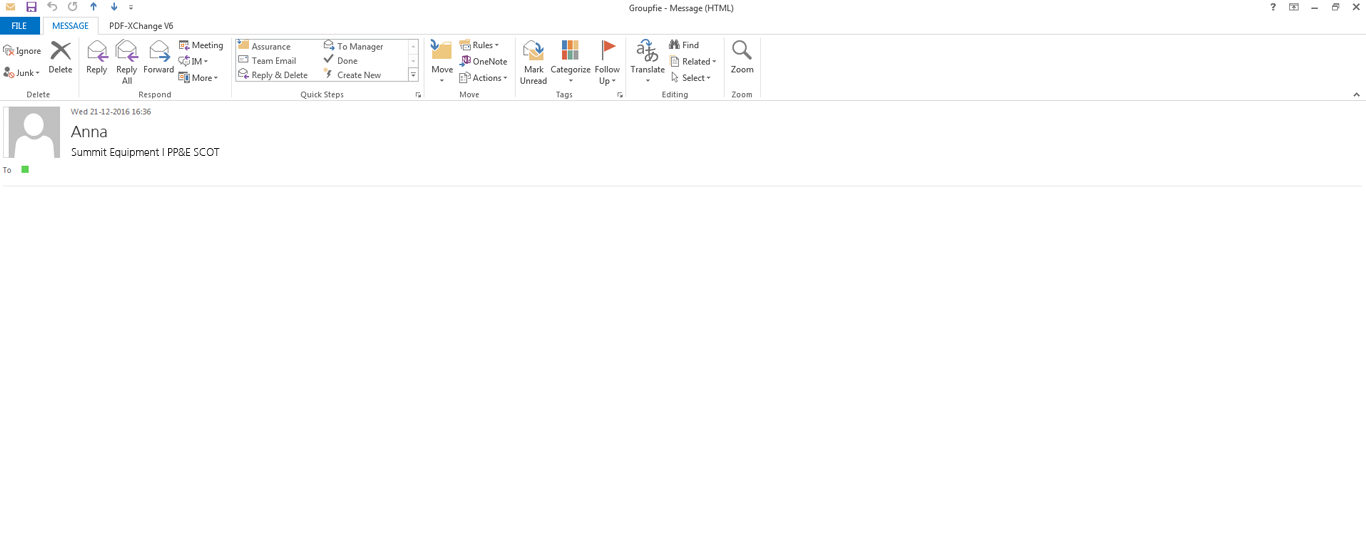 Groupfie - Message (HTML)
?
FILE MESSAGE PDF-XChange V6
Ignore
Junk
Delete
Delete
Reply
Reply All
Forward
Meeting
IM
More
Respond
Assurance
Team Email
Reply & Delete
To Manager
Done
Create New
Quick Steps
Move
Rules
OneNote
Actions
Move
Mark Unread
Categorize
Follow Up
Tags
Translate
Find
Related
Select
Editing
Zoom
Zoom
Wed 21-12-2016 16:36
Anna
Summit Equipment I PP&E SCOT
To